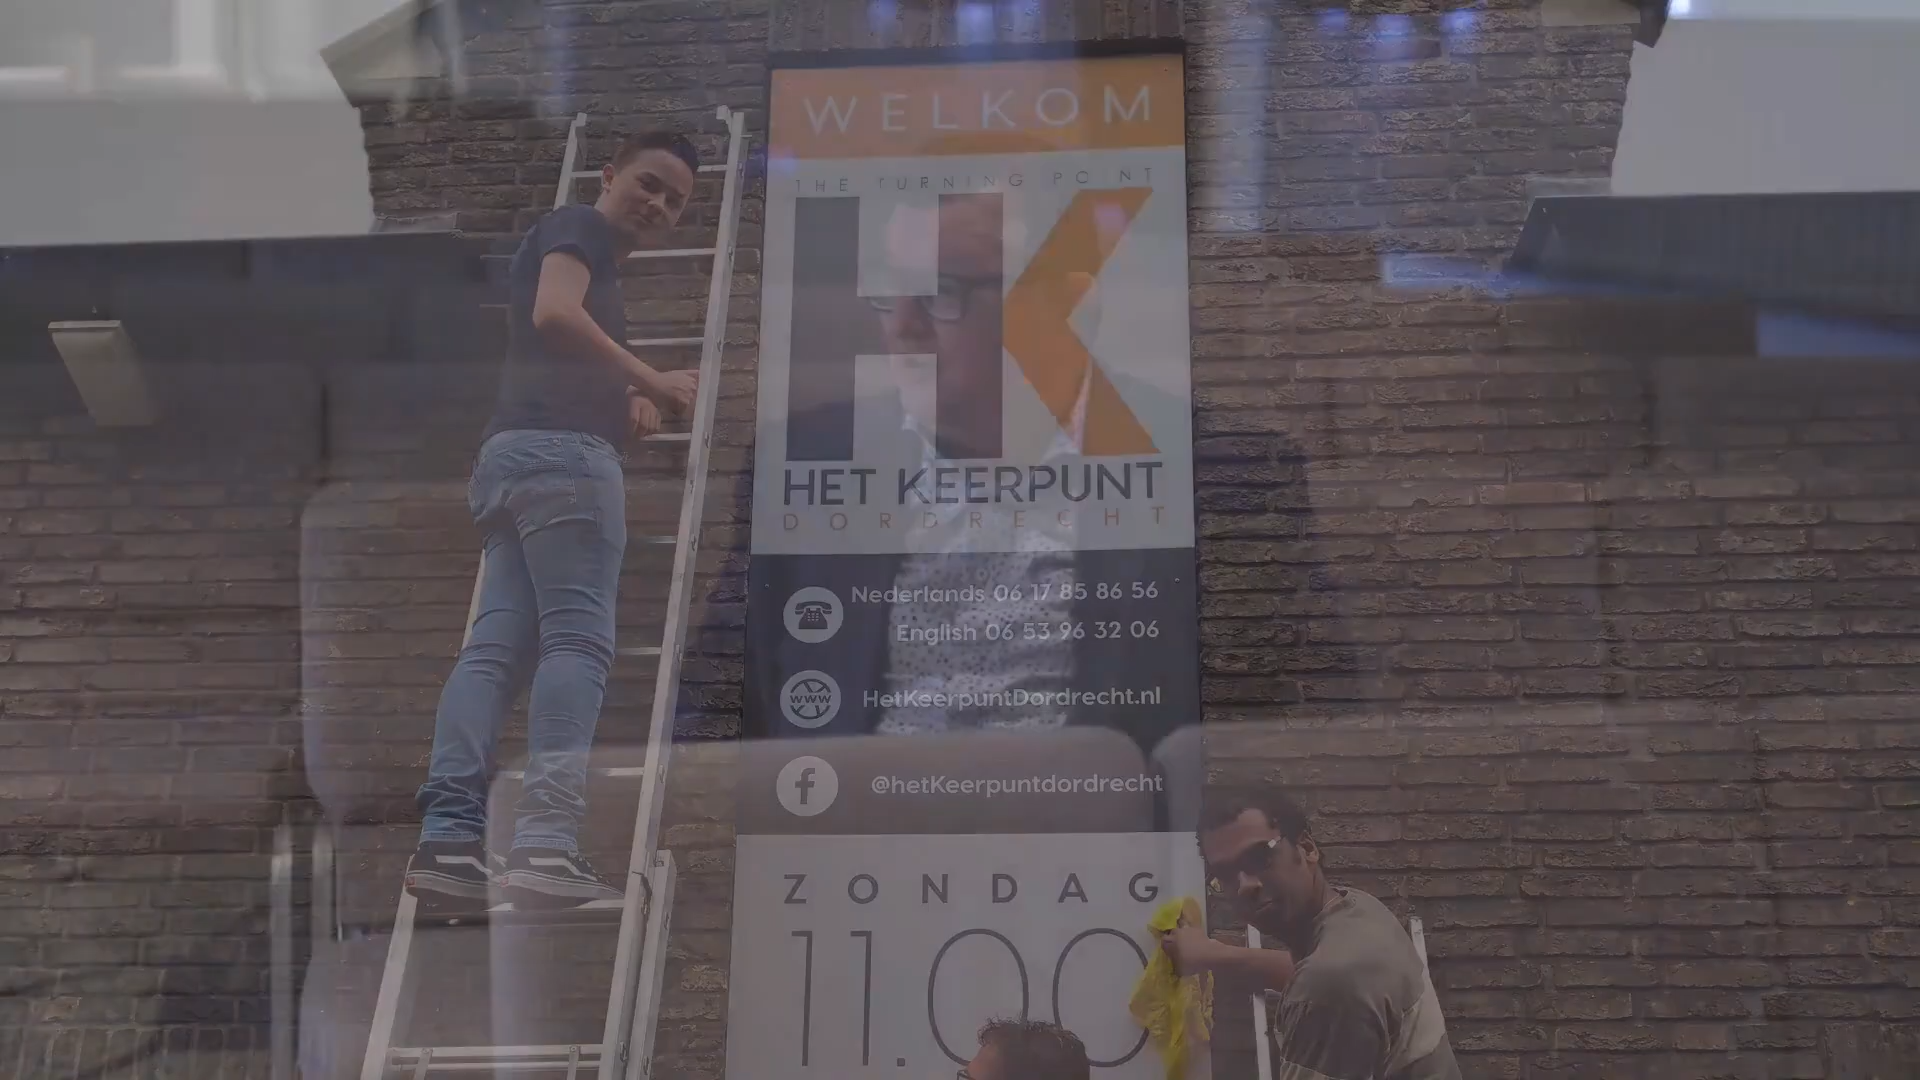 WELKOM
THE TURNING POINT
HK
HET KEERPUNT
DORDRECHT
Nederlands 06 17 85 86 56
English 06 53 96 32 06
www
HetKeerpuntDordrecht.nl
f
@hetKeerpuntdordrecht
ZONDAG
11.00